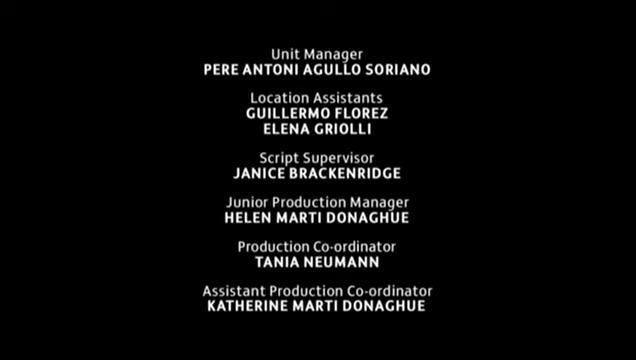 Unit Manager
PERE ANTONI AGULLO SORIANO
Location Assistants
GUILLERMO FLOREZ
ELENA GRIOLLI
Script Supervisor
JANICE BRACKENRIDGE
Junior Production Manager
HELEN MARTI DONAGHUE
Production Co-ordinator
TANIA NEUMANN
Assistant Production Co-ordinator
KATHERINE MARTI DONAGHUE